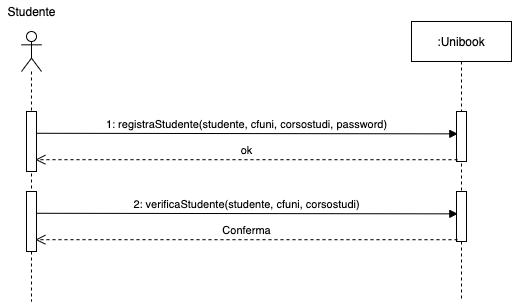 Studente
:Unibook
1: registraStudente(studente, cfuni, corsostudi, password)
ok
2: verificaStudente(studente, cfuni, corsostudi)
Conferma